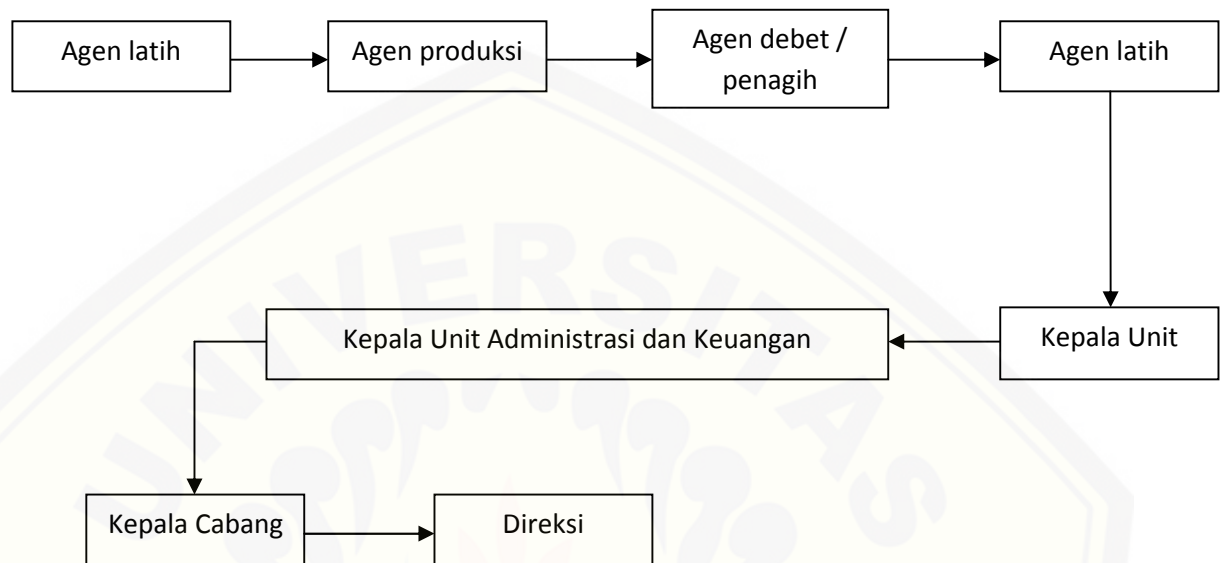 Agen latih
Agen produksi
Agen debet /
penagih
Agen latih
Kepala Unit Administrasi dan Keuangan
Kepala Unit
Kepala Cabang
Direksi
UNIVERSITAS